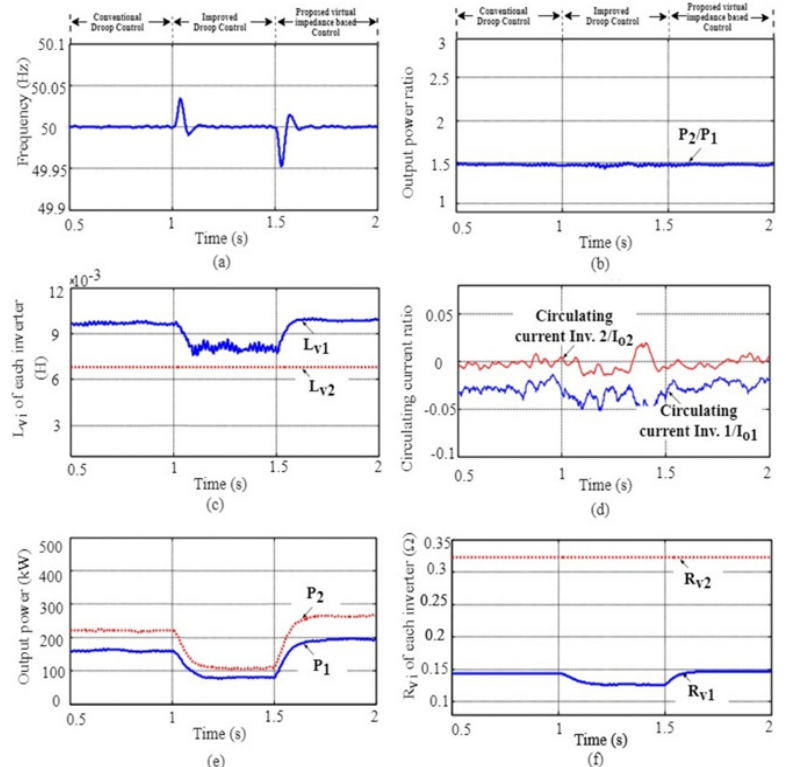 Conventional
Droop Control
Improved
Droop Control
Proposed virtual
impedance based
Control
Frequency (Hz)
50.1
50.05
50
49.95
49.9
0.5
1
1.5
2
Time (s)
(a)
Conventional
Droop Control
Improved
Droop Control
Proposed virtual
impedance based
Control
Output power ratio
3
2.5
2
1.5
1
P2/P1
0.5
1
1.5
2
Time (s)
(b)
Lvi of each inverter
(H)
×10-3
12
9
6
3
Lv1
Lv2
0.5
1
1.5
2
Time (s)
(c)
Circulating current ratio
0.05
0
-0.05
-0.1
Circulating
current Inv. 2/Io2
Circulating
current Inv. 1/Io1
0.5
1
1.5
2
Time (s)
(d)
Output power (kW)
500
400
300
200
100
0
P2
P1
0.5
1
1.5
2
Time (s)
(e)
Rvi of each inverter (Ω)
0.35
0.3
0.25
0.2
0.15
0.1
Rv2
Rv1
0.5
1
1.5
2
Time (s)
(f)